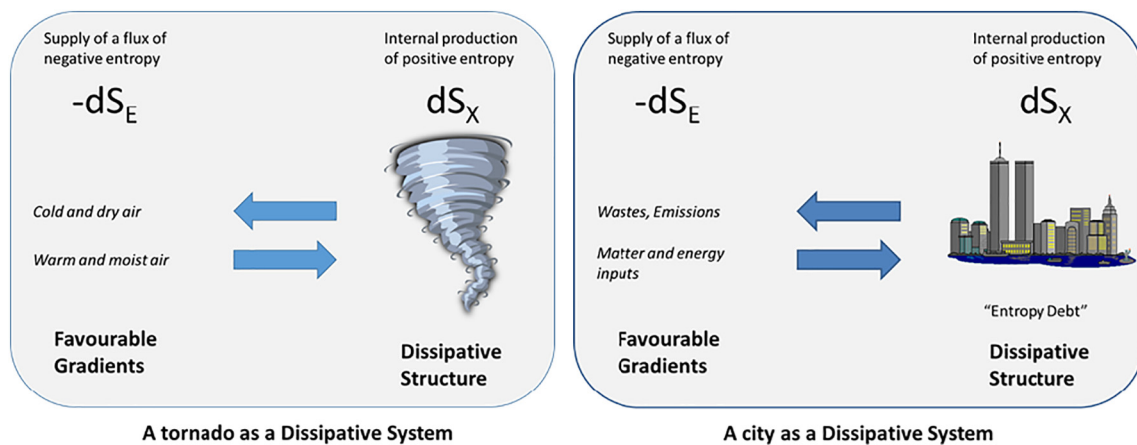 Supply of a flux of
negative entropy
-dS_E
Internal production
of positive entropy
dS_X
Cold and dry air
Warm and moist air
Favourable
Gradients
Dissipative
Structure
A tornado as a Dissipative System
Supply of a flux of
negative entropy
-dS_E
Internal production
of positive entropy
dS_X
Wastes, Emissions
Matter and energy
inputs
"Entropy Debt"
Favourable
Gradients
Dissipative
Structure
A city as a Dissipative System